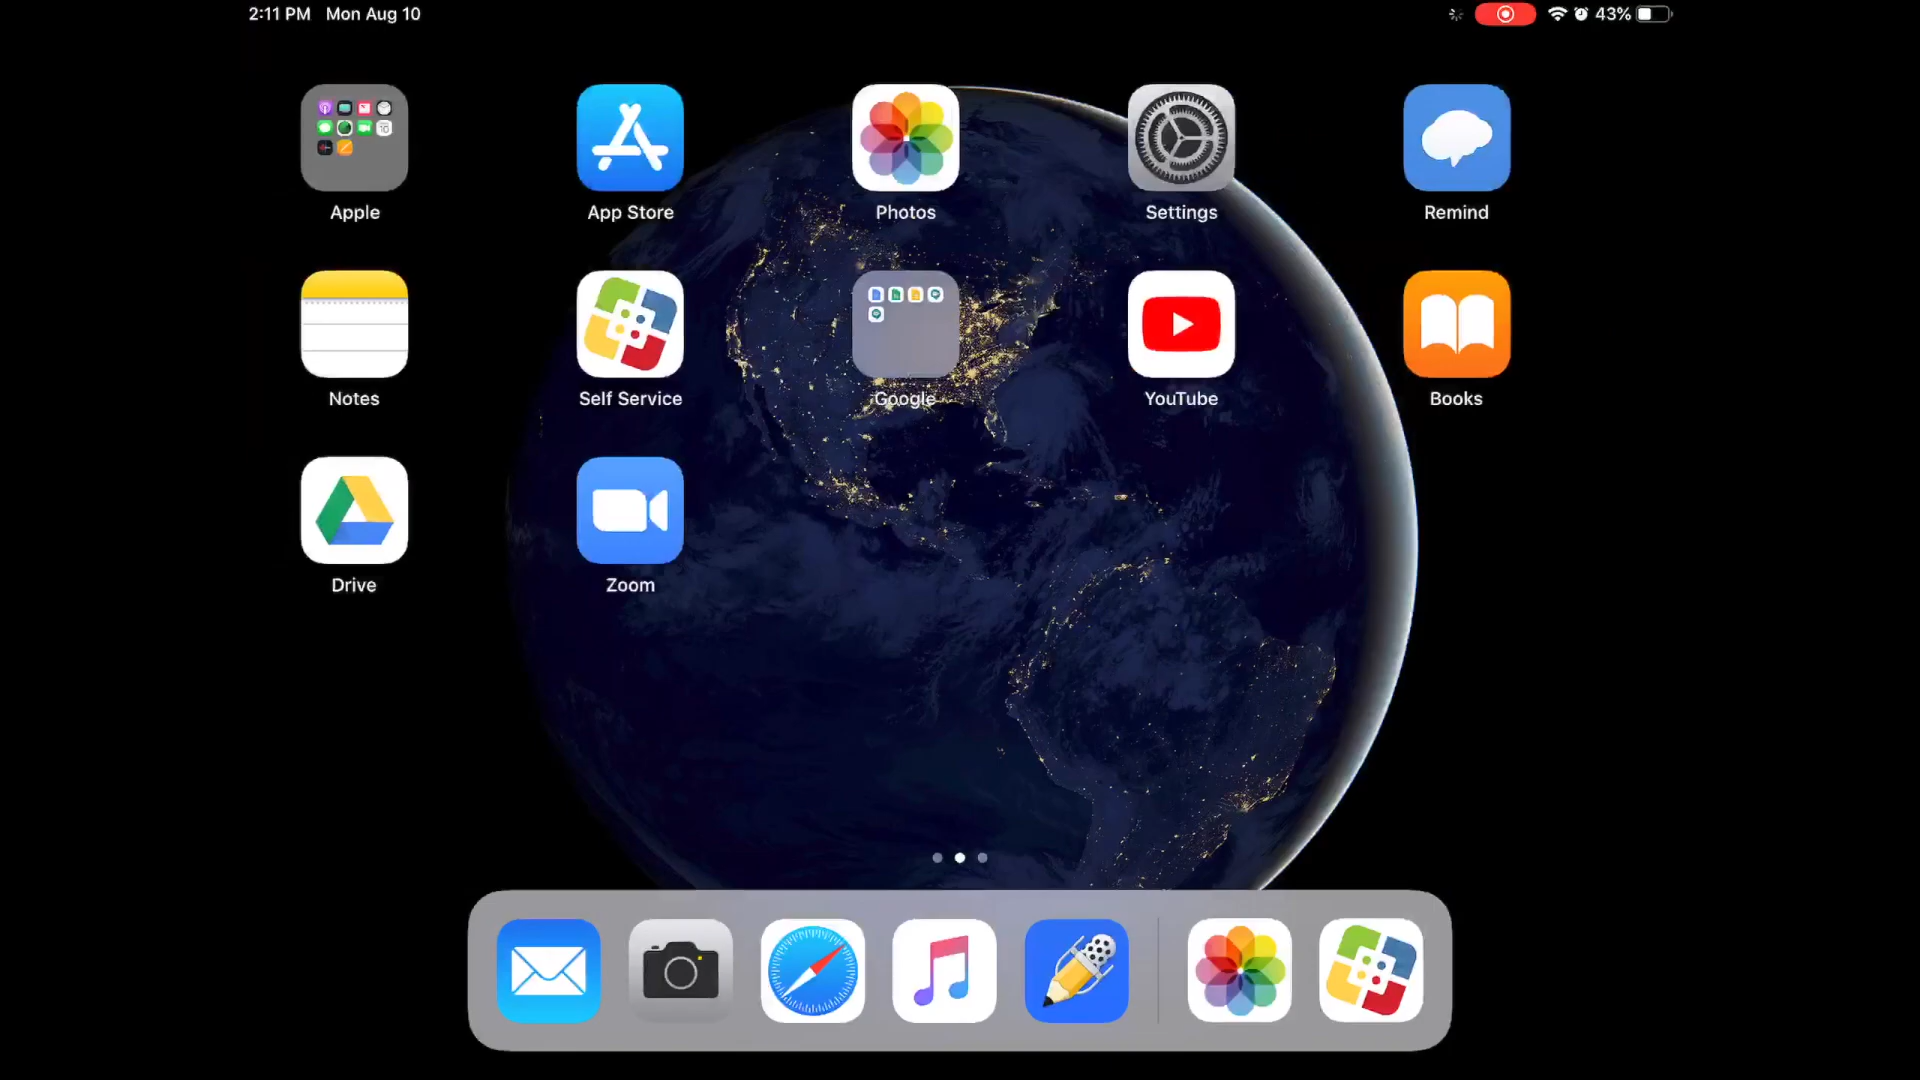 2:11 PM Mon Aug 10 43%
Apple App Store Photos Settings Remind
10
Notes Self Service Google YouTube Books
Drive Zoom